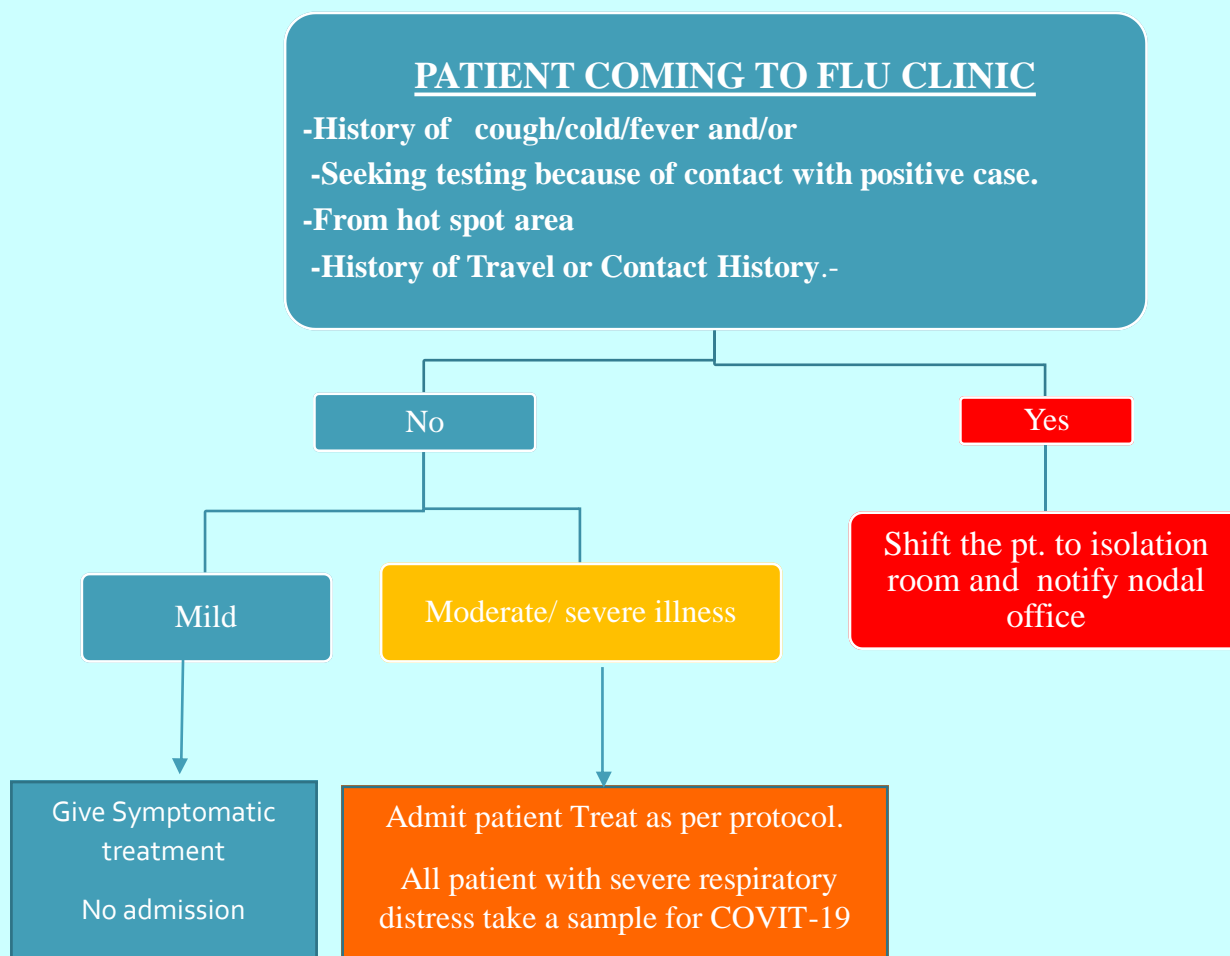 PATIENT COMING TO FLU CLINIC
-History of cough/cold/fever and/or
-Seeking testing because of contact with positive case.
-From hot spot area
-History of Travel or Contact History.-
No
Yes
Mild
Moderate/ severe illness
Shift the pt. to isolation
room and notify nodal
office
Give Symptomatic
treatment
No admission
Admit patient Treat as per protocol.
All patient with severe respiratory
distress take a sample for COVIT-19